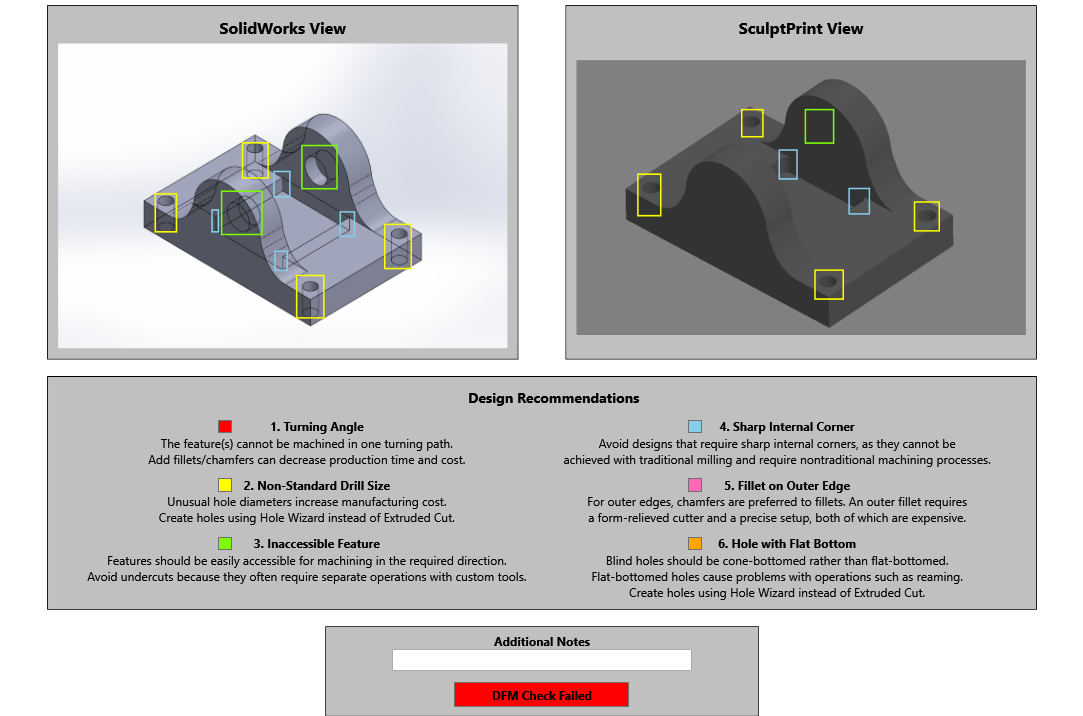 SolidWorks View
SculptPrint View
Design Recommendations
1. Turning Angle
The feature(s) cannot be machined in one turning path.
Add fillets/chamfers can decrease production time and cost.
2. Non-Standard Drill Size
Unusual hole diameters increase manufacturing cost.
Create holes using Hole Wizard instead of Extruded Cut.
3. Inaccessible Feature
Features should be easily accessible for machining in the required direction.
Avoid undercuts because they often require separate operations with custom tools.
4. Sharp Internal Corner
Avoid designs that require sharp internal corners, as they cannot be
achieved with traditional milling and require nontraditional machining processes.
5. Fillet on Outer Edge
For outer edges, chamfers are preferred to fillets. An outer fillet requires
a form-relieved cutter and a precise setup, both of which are expensive.
6. Hole with Flat Bottom
Blind holes should be cone-bottomed rather than flat-bottomed.
Flat-bottomed holes cause problems with operations such as reaming.
Create holes using Hole Wizard instead of Extruded Cut.
Additional Notes
DFM Check Failed